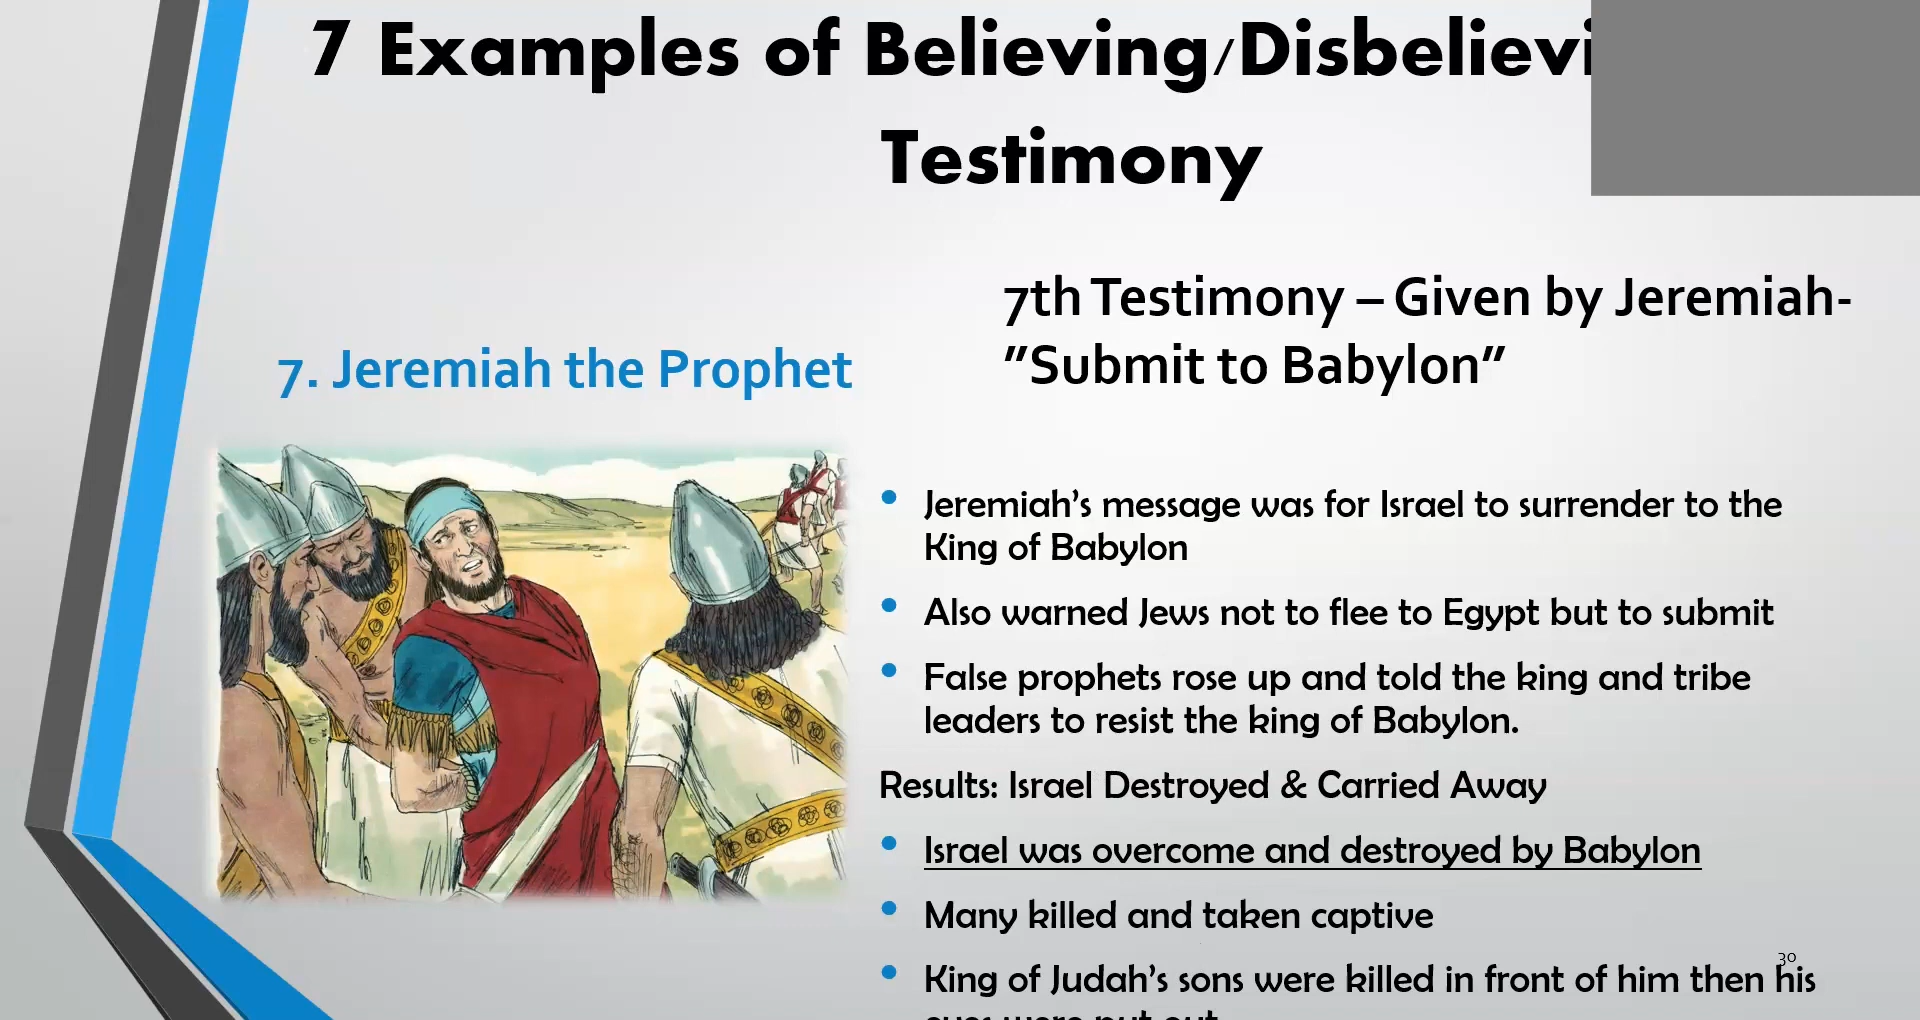 7 Examples of Believing/Disbelievi
Testimony
7. Jeremiah the Prophet
7th Testimony – Given by Jeremiah-
"Submit to Babylon"
• Jeremiah's message was for Israel to surrender to the
King of Babylon
• Also warned Jews not to flee to Egypt but to submit
• False prophets rose up and told the king and tribe
leaders to resist the king of Babylon.
Results: Israel Destroyed & Carried Away
• Israel was overcome and destroyed by Babylon
• Many killed and taken captive
• King of Judah's sons were killed in front of him then his
eyes were put out
30